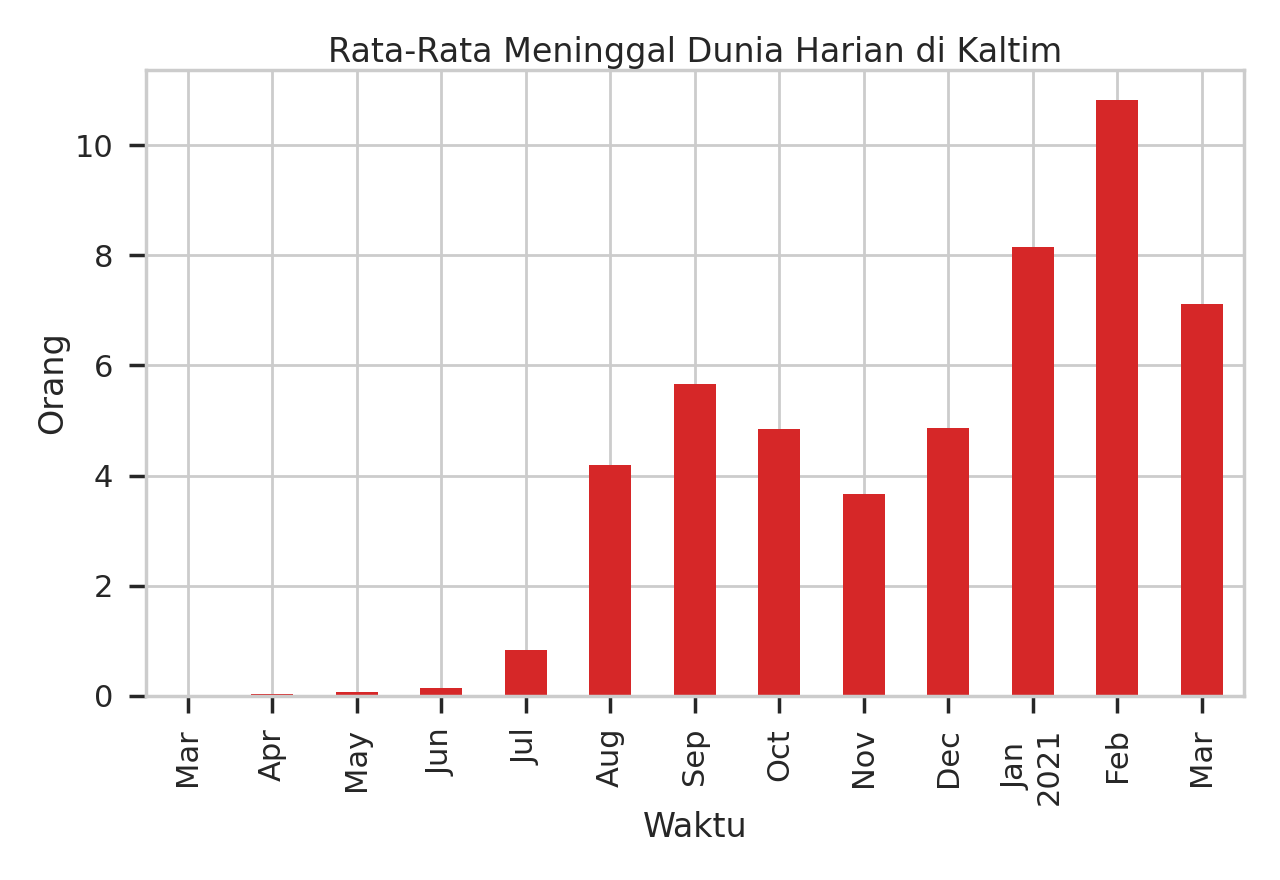 Rata-Rata Meninggal Dunia Harian di Kaltim
10
8
6
4
2
0
Orang
Mar
Apr
May
Jun
Jul
Aug
Sep
Oct
Nov
Dec
Jan
2021
Feb
Mar
Waktu